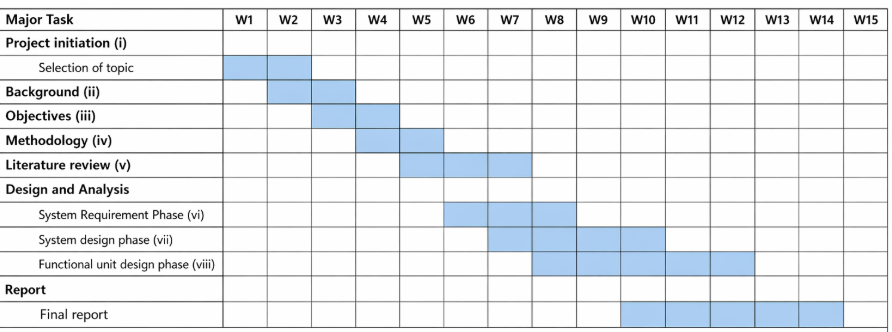 Major Task W1 W2 W3 W4 W5 W6 W7 W8 W9 W10 W11 W12 W13 W14 W15
Project initiation (i)
Selection of topic
Background (ii)
Objectives (iii)
Methodology (iv)
Literature review (v)
Design and Analysis
System Requirement Phase (vi)
System design phase (vii)
Functional unit design phase (viii)
Report
Final report